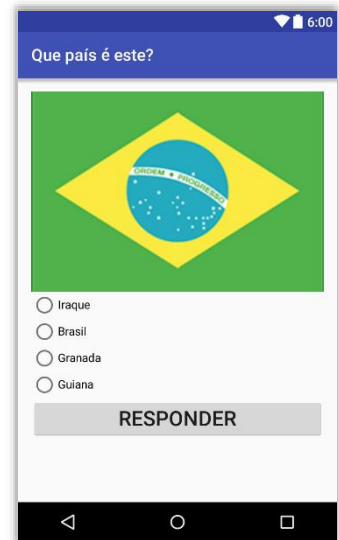 6:00
Que país é este?
ORDEM • PROGRESSO
Iraque
Brasil
Granada
Guiana
RESPONDER